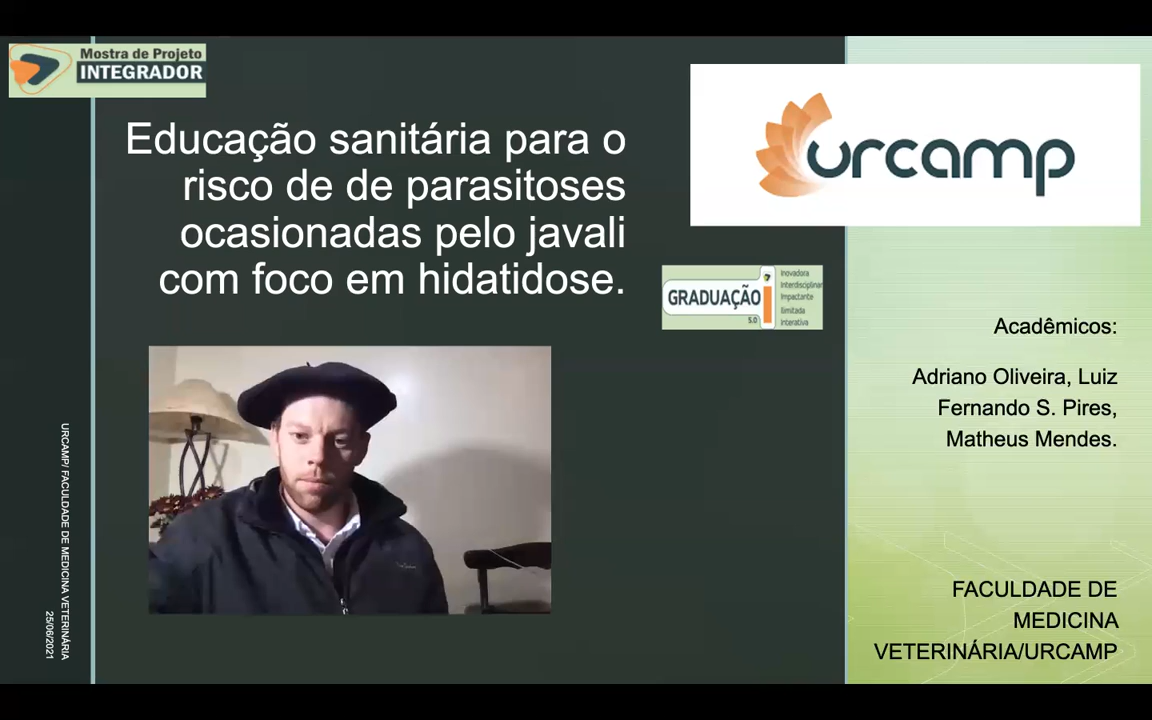 Mostra de Projeto
INTEGRADOR
Educação sanitária para o
risco de de parasitoses
ocasionadas pelo javali
com foco em hidatidose.
urcamp
GRADUAÇÃO
5.0
Inovadora
Interdisciplinar
Impactante
Ilimitada
Interativa
Acadêmicos:
Adriano Oliveira, Luiz
Fernando S. Pires,
Matheus Mendes.
FACULDADE DE
MEDICINA
VETERINÁRIA/URCAMP
URCAMP/ FACULDADE DE MEDICINA VETERINÁRIA
25/06/2021